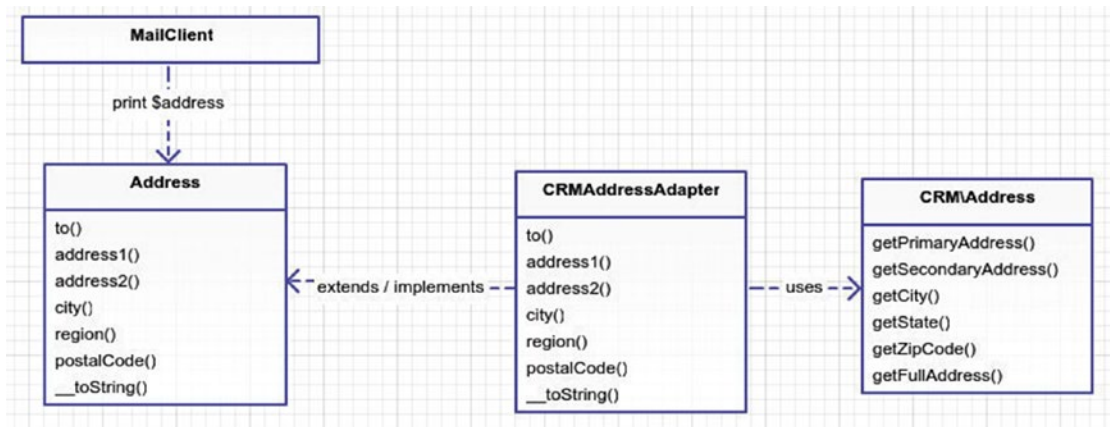 MailClient
print $address
Address
to()
address1()
address2()
city()
region()
postalCode()
__toString()
extends / implements
CRMAddressAdapter
to()
address1()
address2()
city()
region()
postalCode()
__toString()
uses
CRM\Address
getPrimaryAddress()
getSecondaryAddress()
getCity()
getState()
getZipCode()
getFullAddress()